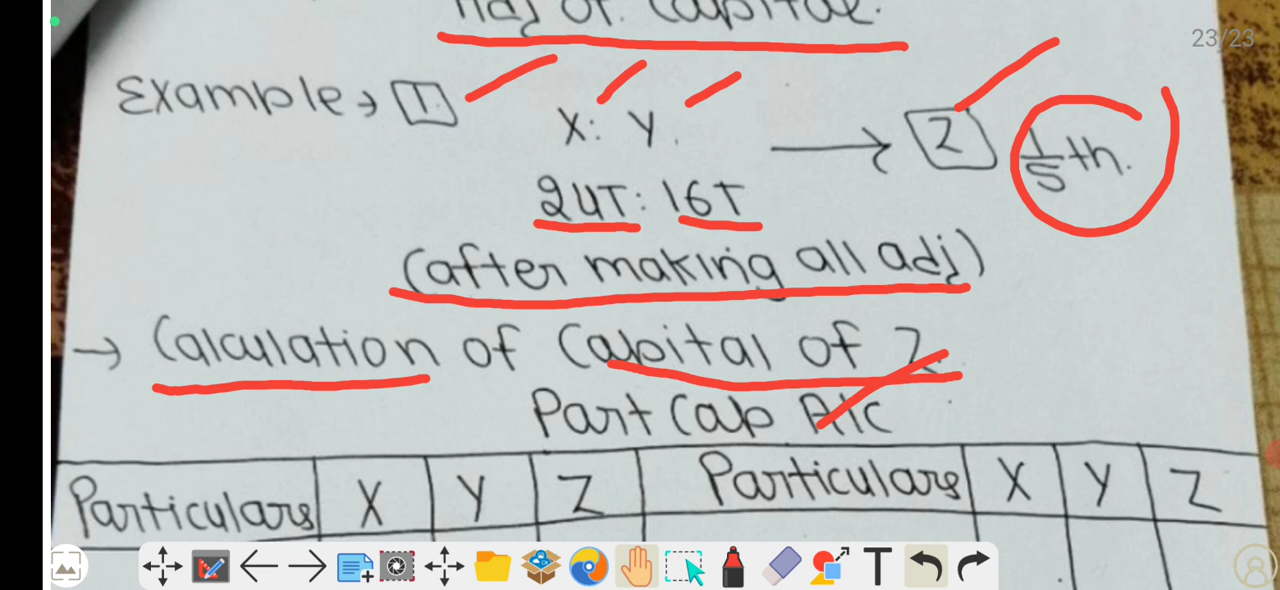 Adj of. Capital.
23/23
Example → 1.
X: Y.
→ Z 1/5th.
24T: 16T
(after making all adj)
→ Calculation of Capital of Z.
Part Cap A/c
Particulars X Y Z Particulars X Y Z
T